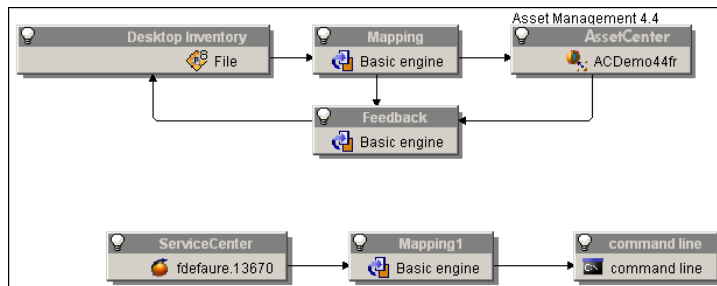 Asset Management 4.4
Desktop Inventory
File
Mapping
Basic engine
AssetCenter
ACDemo44fr
Feedback
Basic engine
ServiceCenter
fdefaure.13670
Mapping1
Basic engine
command line
command line